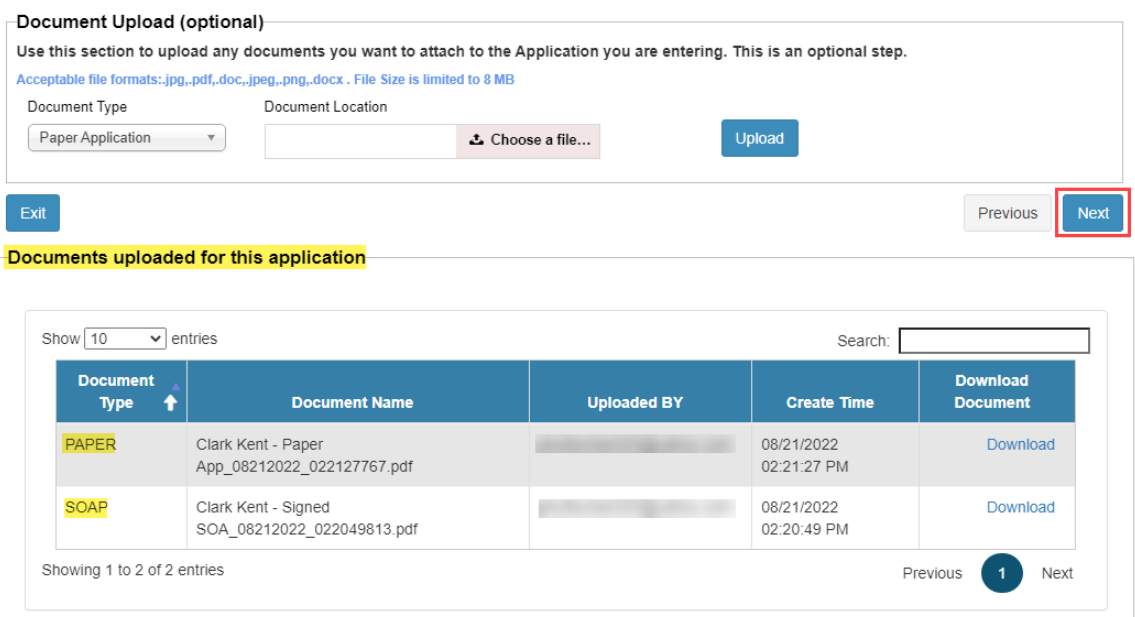 Document Upload (optional)
Use this section to upload any documents you want to attach to the Application you are entering. This is an optional step.
Acceptable file formats:.jpg,.pdf,.doc,.jpeg,.png,.docx . File Size is limited to 8 MB
Document Type Document Location
Paper Application Choose a file... Upload
Exit Previous Next
Documents uploaded for this application
Show 10 entries Search:
Document Type Document Name Uploaded BY Create Time Download Document
PAPER Clark Kent - Paper 08/21/2022 Download
App_08212022_022127767.pdf 02:21:27 PM
SOAP Clark Kent - Signed 08/21/2022 Download
SOA_08212022_022049813.pdf 02:20:49 PM
Showing 1 to 2 of 2 entries Previous 1 Next